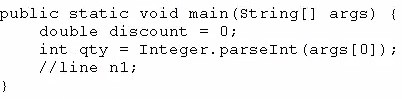 public static void main(String[] args) {
    double discount = 0;
    int qty = Integer.parseInt(args[0]);
    //line n1;
}